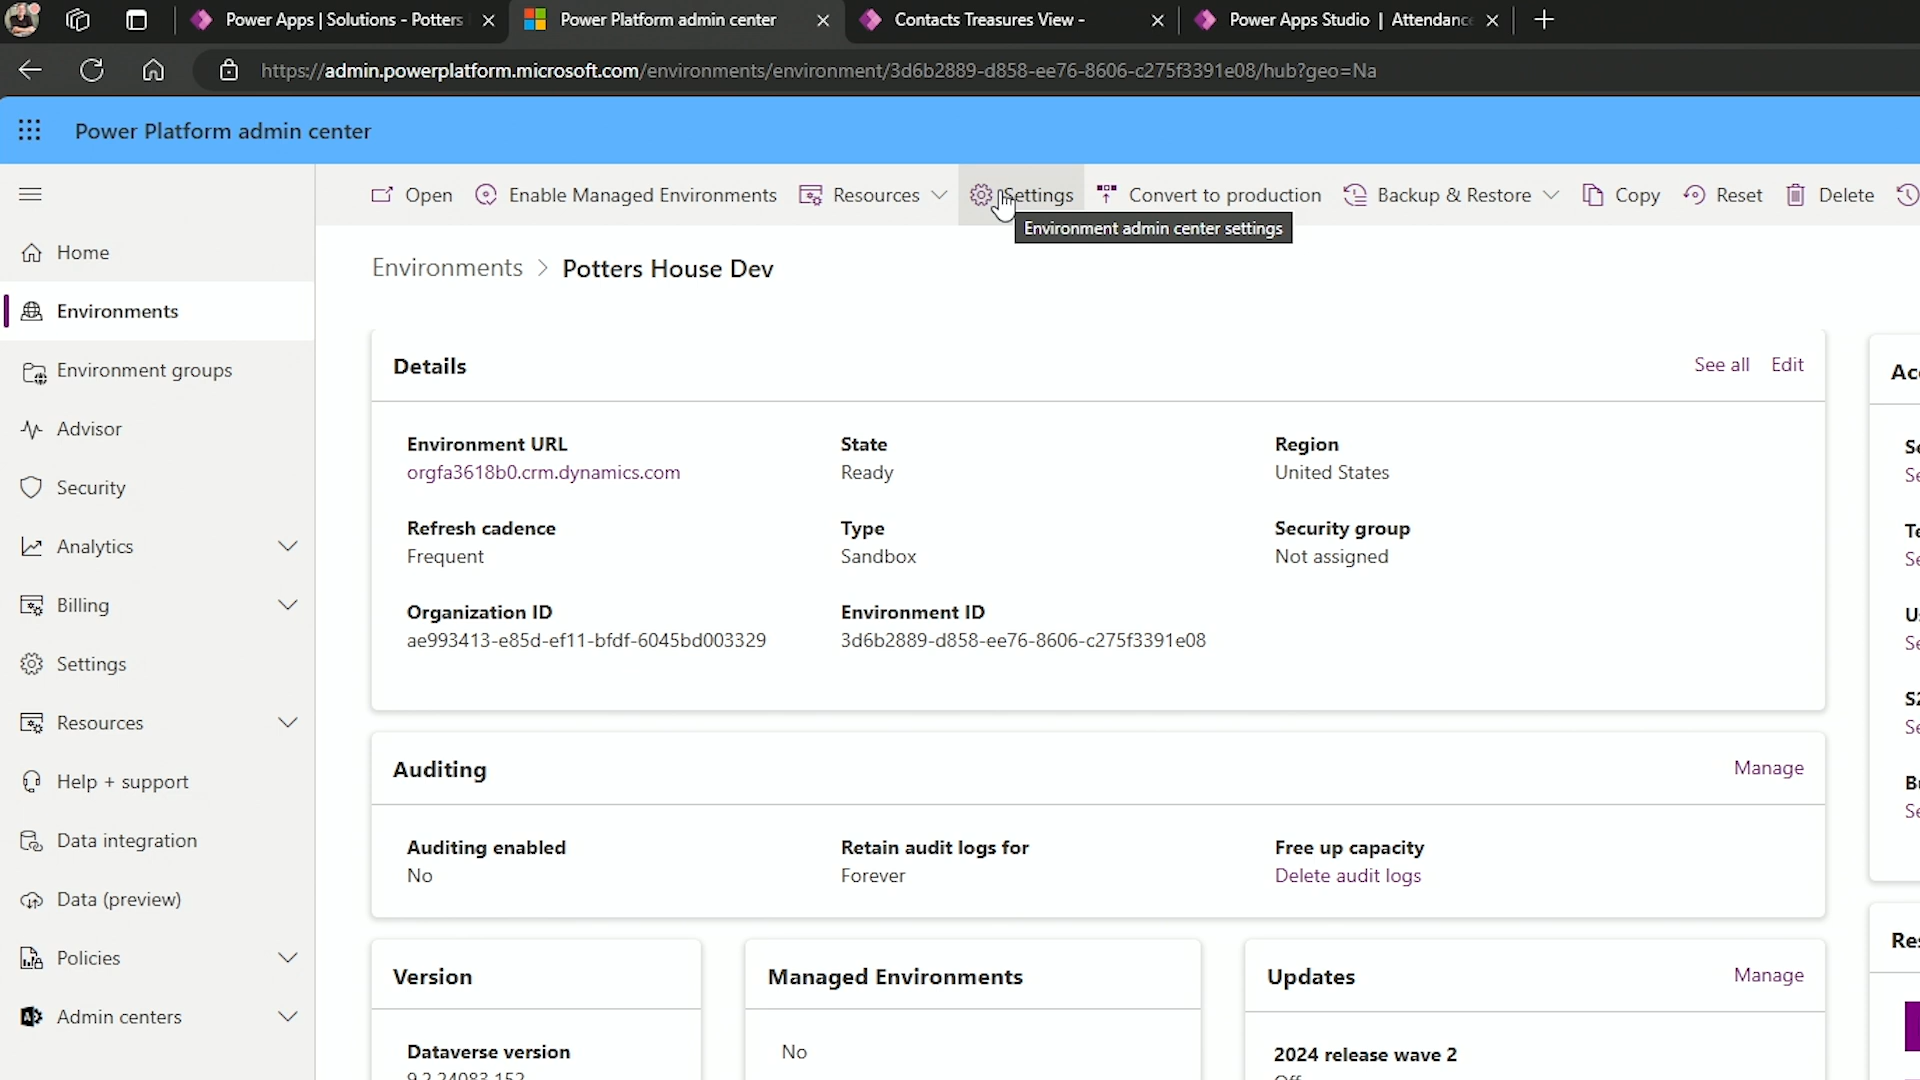 Power Apps | Solutions - Potters
Power Platform admin center
Contacts Treasures View -
Power Apps Studio | Attendance
https://admin.powerplatform.microsoft.com/environments/environment/3d6b2889-d858-ee76-8606-c275f3391e08/hub?geo=Na
Power Platform admin center
Open
Enable Managed Environments
Resources
Settings
Convert to production
Backup & Restore
Copy
Reset
Delete
Environment admin center settings
Home
Environments
Environment groups
Advisor
Security
Analytics
Billing
Settings
Resources
Help + support
Data integration
Data (preview)
Policies
Admin centers
Environments > Potters House Dev
Details
See all
Edit
Environment URL
orgfa3618b0.crm.dynamics.com
State
Ready
Region
United States
Refresh cadence
Frequent
Type
Sandbox
Security group
Not assigned
Organization ID
ae993413-e85d-ef11-bfdf-6045bd003329
Environment ID
3d6b2889-d858-ee76-8606-c275f3391e08
Auditing
Manage
Auditing enabled
No
Retain audit logs for
Forever
Free up capacity
Delete audit logs
Version
Dataverse version
9.2.24083.152
Managed Environments
No
Updates
Manage
2024 release wave 2
Off